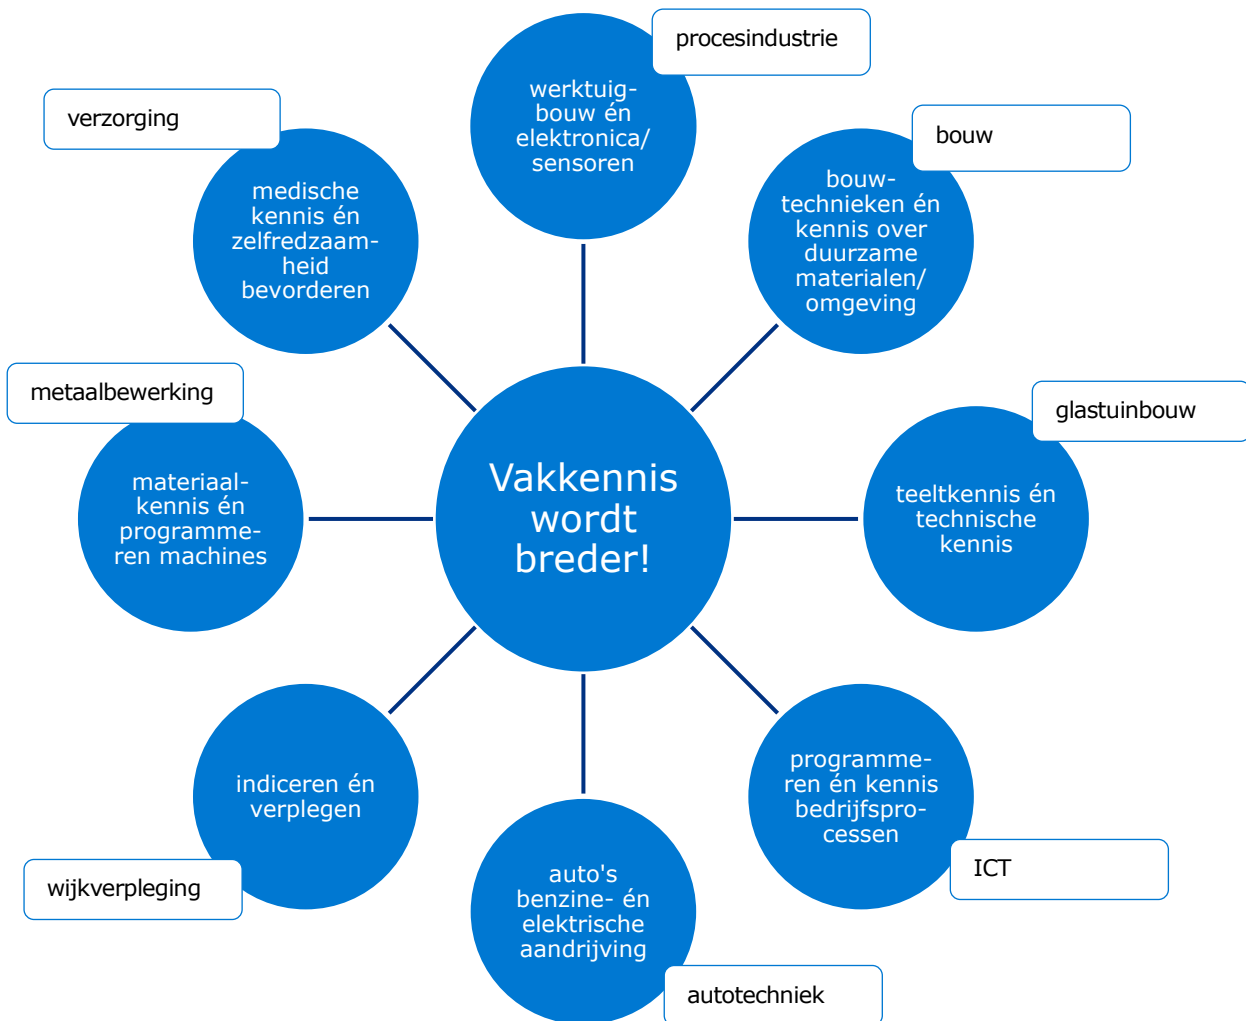 procesindustrie
werktuig-
bouw én
elektronica/
sensoren
bouw
bouw-
technieken én
kennis over
duurzame
materialen/
omgeving
glastuinbouw
teeltkennis én
technische
kennis
programme-
ren én kennis
bedrijfspro-
cessen
ICT
auto's
benzine- én
elektrische
aandrijving
autotechniek
indiceren én
verplegen
wijkverpleging
metaalbewerking
materiaal-
kennis én
programme-
ren machines
verzorging
medische
kennis én
zelfredzaam-
heid
bevorderen
Vakkennis
wordt
breder!